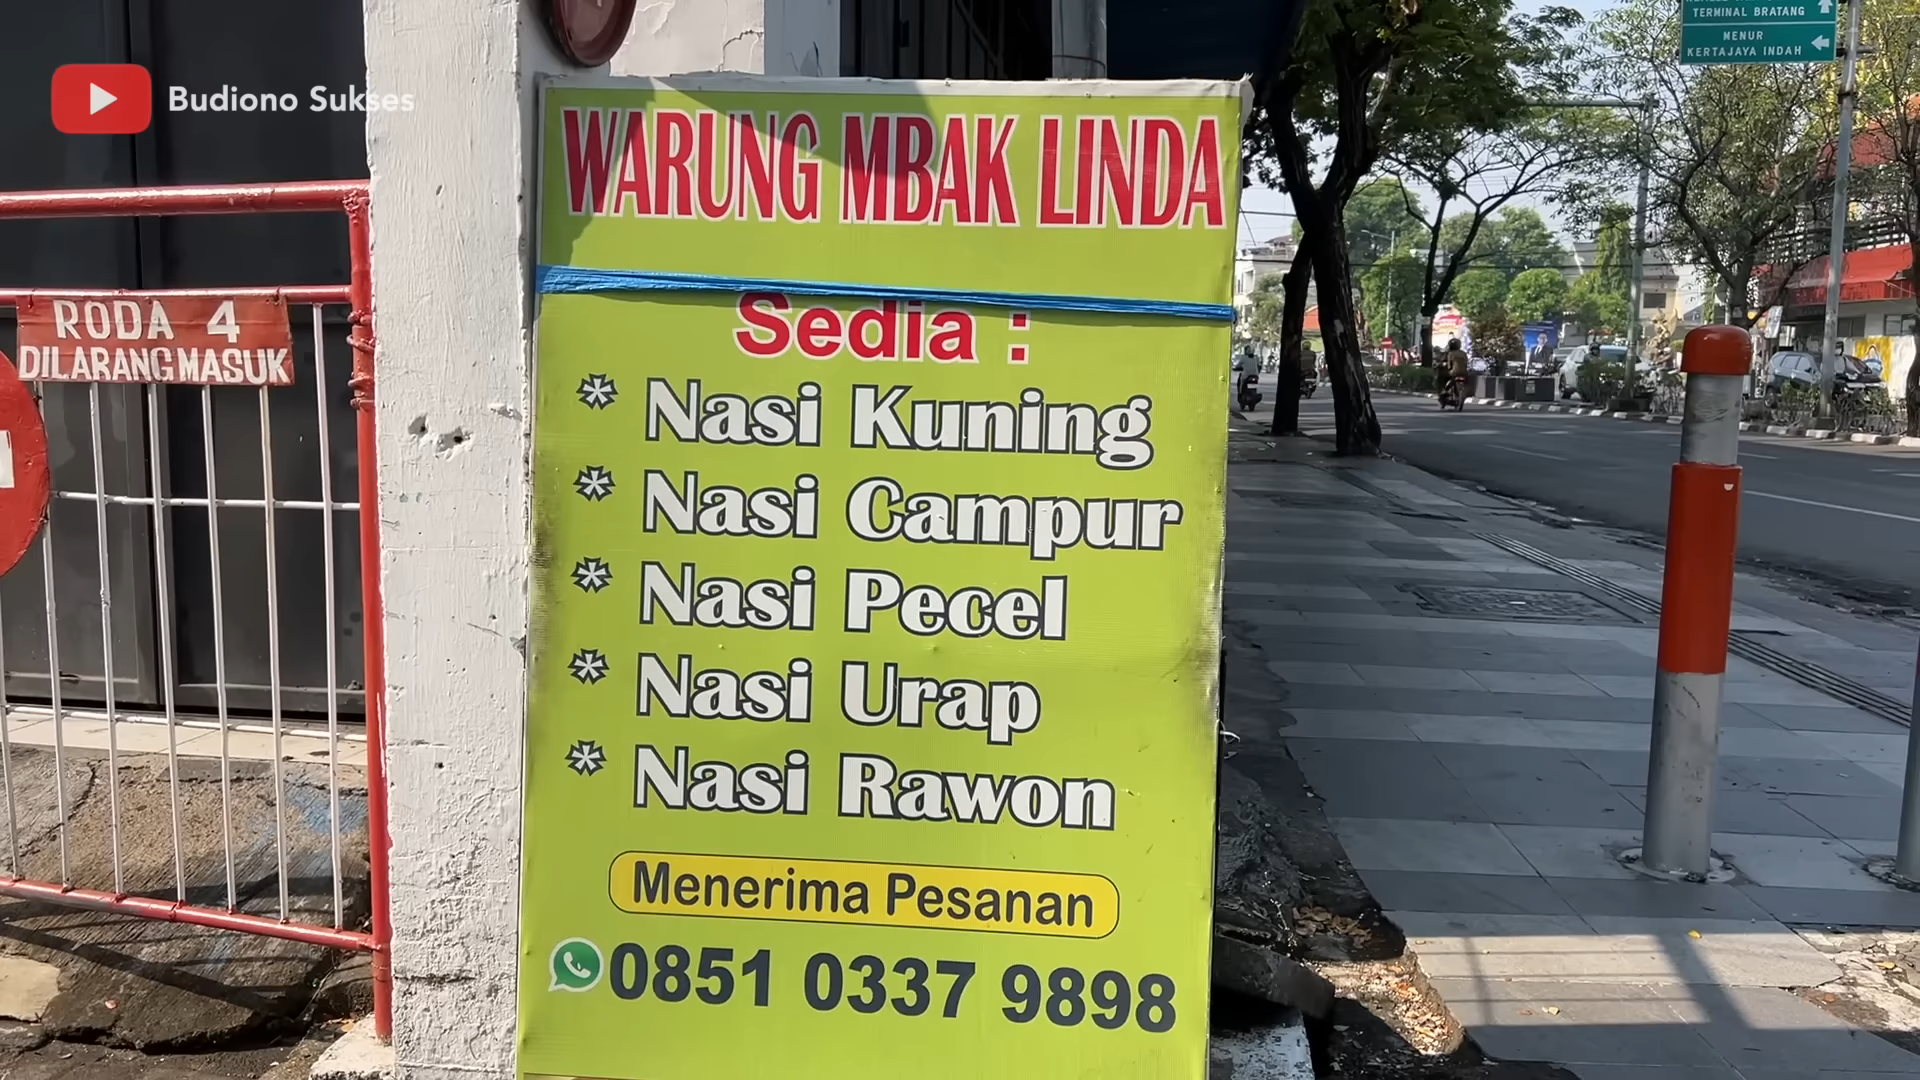 Budiono Sukses
TERMINAL BRATANG
MENUR
KERTAJAYA INDAH
WARUNG MBAK LINDA
RODA 4
DILARANG MASUK
Sedia :
* Nasi Kuning
* Nasi Campur
* Nasi Pecel
* Nasi Urap
* Nasi Rawon
Menerima Pesanan
0851 0337 9898